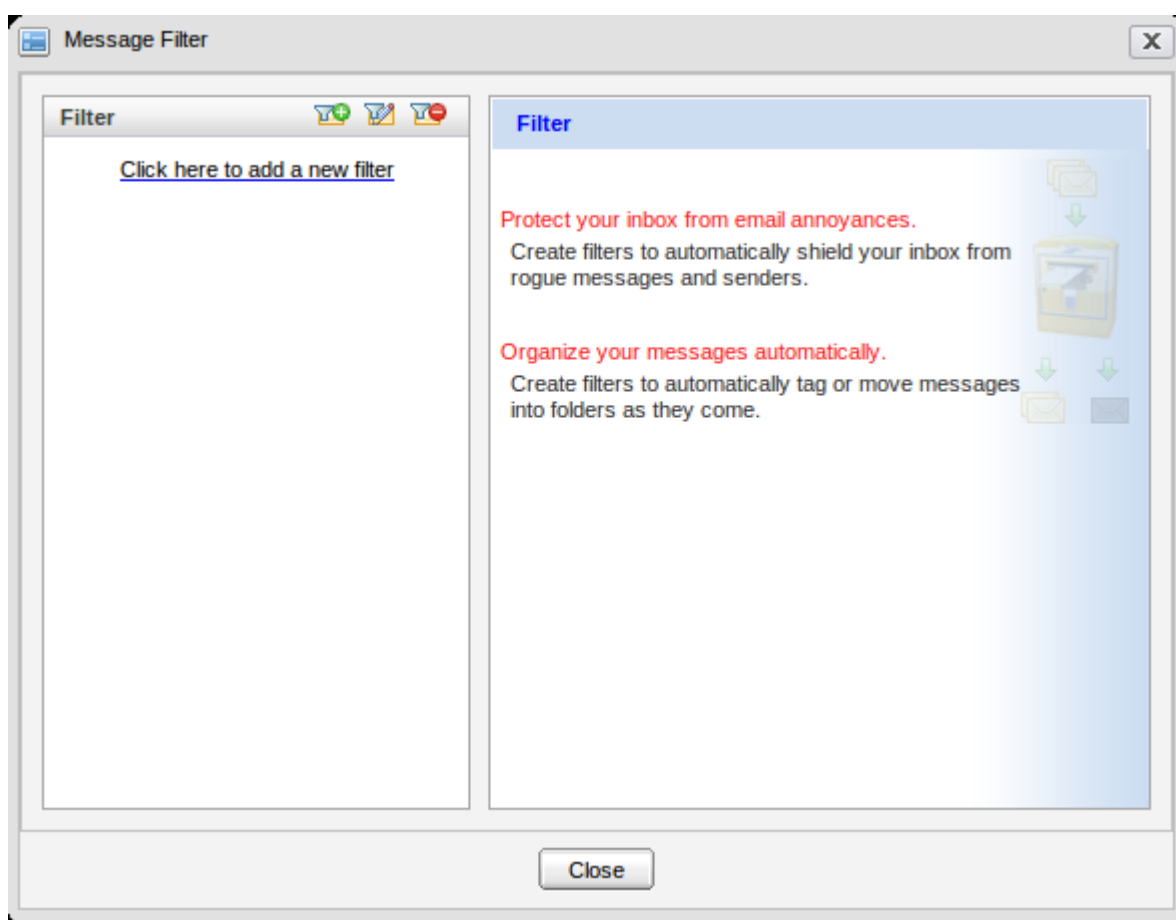 Message Filter
X
Filter
Click here to add a new filter
Filter
Protect your inbox from email annoyances.
Create filters to automatically shield your inbox from
rogue messages and senders.
Organize your messages automatically.
Create filters to automatically tag or move messages
into folders as they come.
Close